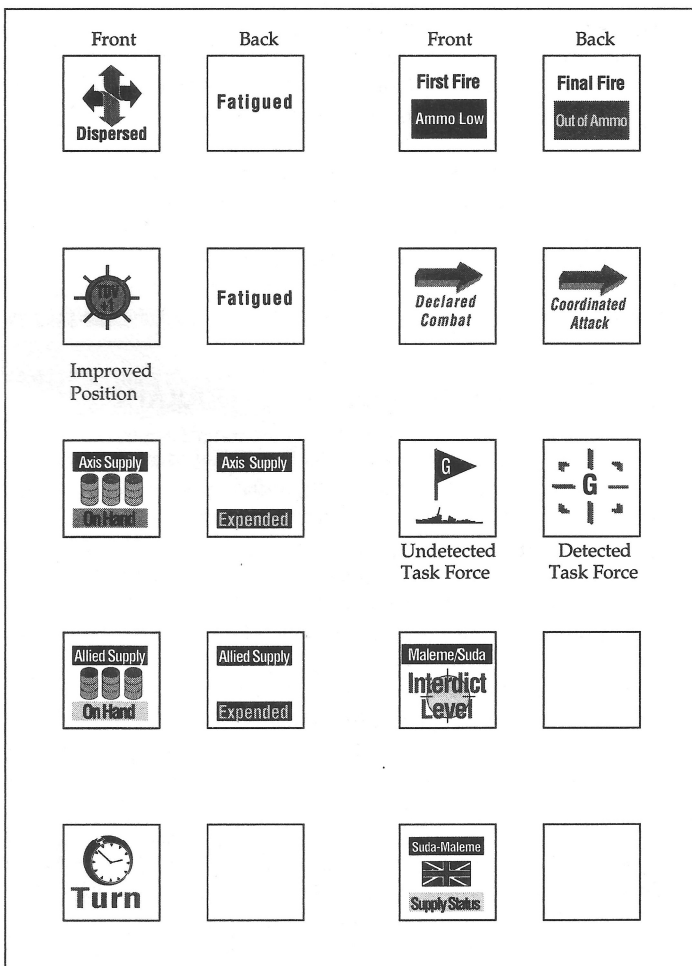 Front Back Front Back
Dispersed
Fatigued
First Fire
Ammo Low
Final Fire
Out of Ammo
TDV
+1
Improved
Position
Fatigued
Declared
Combat
Coordinated
Attack
Axis Supply
On Hand
Axis Supply
Expended
G
Undetected
Task Force
G
Detected
Task Force
Allied Supply
On Hand
Allied Supply
Expended
Maleme/Suda
Interdict
Level
Turn
Suda-Maleme
Supply Status